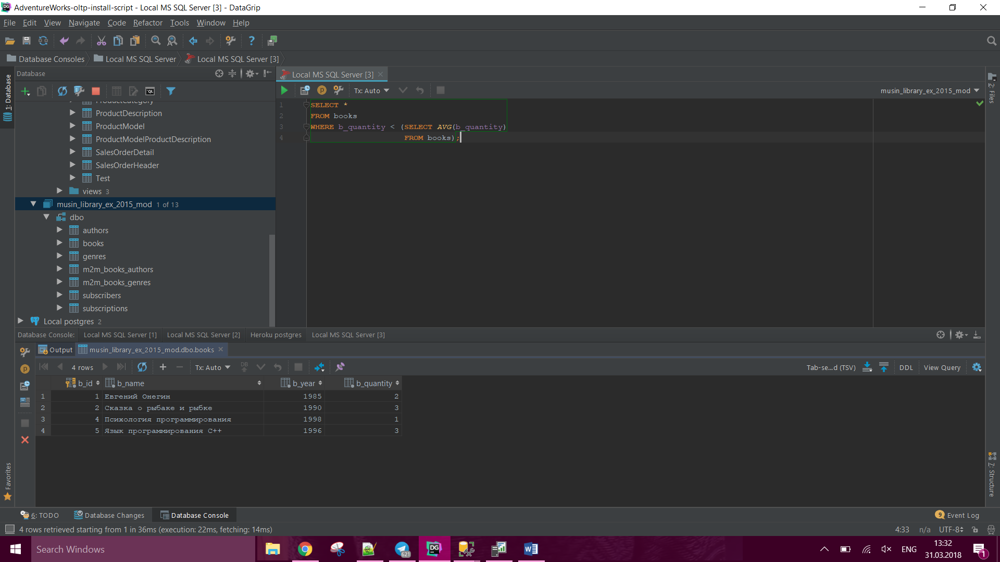 AdventureWorks-oltp-install-script - Local MS SQL Server [3] - DataGrip
File Edit View Navigate Code Refactor Tools Window Help
Database Consoles Local MS SQL Server Local MS SQL Server [3]
Database
Local MS SQL Server [3]
1: Database
2: Files
Tx: Auto
musin_library_ex_2015_mod
ProductCategory
ProductDescription
ProductModel
ProductModelProductDescription
SalesOrderDetail
SalesOrderHeader
Test
views 3
musin_library_ex_2015_mod 1 of 13
dbo
authors
books
genres
m2m_books_authors
m2m_books_genres
subscribers
subscriptions
Local postgres 2
1 SELECT *
2 FROM books
3 WHERE b_quantity < (SELECT AVG(b_quantity)
4 FROM books);
Database Console: Local MS SQL Server [1] Local MS SQL Server [2] Heroku postgres Local MS SQL Server [3]
Output musin_library_ex_2015_mod.dbo.books
4 rows Tx: Auto DB Tab-se...d (TSV) DDL View Query
b_id b_name b_year b_quantity
1 1 Евгений Онегин 1985 2
2 2 Сказка о рыбаке и рыбке 1990 3
3 4 Психология программирования 1998 1
4 5 Язык программирования С++ 1996 3
Favorites
7: Structure
6: TODO Database Changes Database Console 9 Event Log
4 rows retrieved starting from 1 in 36ms (execution: 22ms, fetching: 14ms) 4:33 n/a UTF-8
Search Windows
621
DG
ENG
13:32
31.03.2018
1